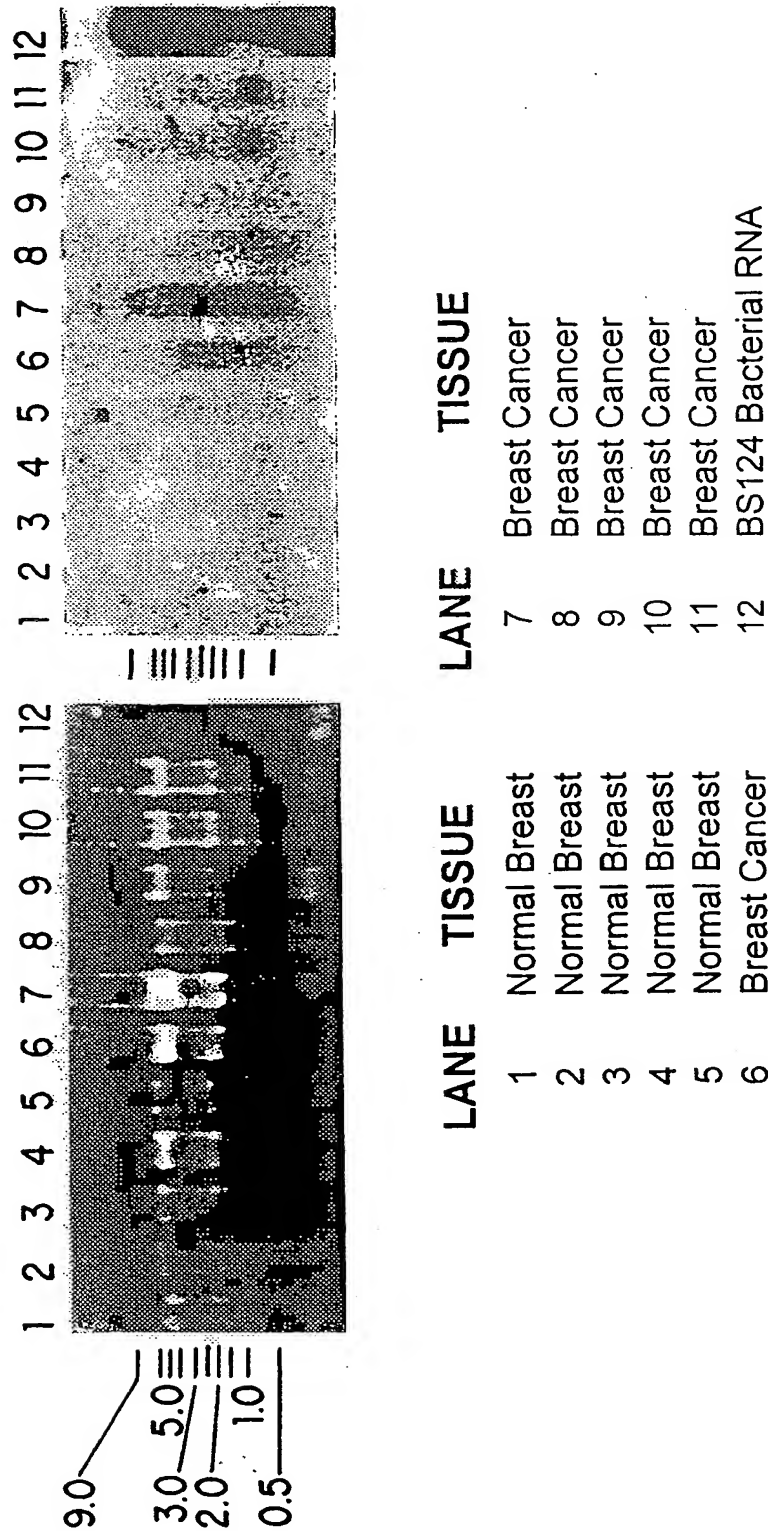 1 2 3 4 5 6 7 8 9 10 11 12
1 2 3 4 5 6 7 8 9 10 11 12
9.0
5.0
3.0
2.0
1.0
0.5
LANE TISSUE LANE TISSUE
1 Normal Breast 7 Breast Cancer
2 Normal Breast 8 Breast Cancer
3 Normal Breast 9 Breast Cancer
4 Normal Breast 10 Breast Cancer
5 Normal Breast 11 Breast Cancer
6 Breast Cancer 12 BS124 Bacterial RNA